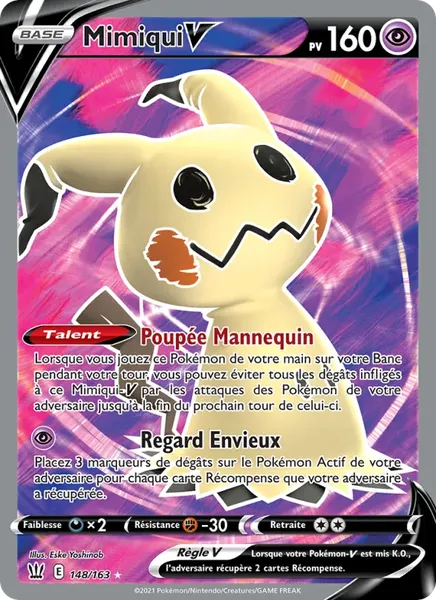 BASE Mimiqui V PV 160
Talent Poupée Mannequin
Lorsque vous jouez ce Pokémon de votre main sur votre Banc
pendant votre tour, vous pouvez éviter tous les dégâts infligés
à ce Mimiqui-V par les attaques des Pokémon de votre
adversaire jusqu'à la fin du prochain tour de celui-ci.
Regard Envieux
Placez 3 marqueurs de dégâts sur le Pokémon Actif de votre
adversaire pour chaque carte Récompense que votre adversaire
a récupérée.
Faiblesse ×2 Résistance -30 Retraite
Illus. Eske Yoshinob
E 148/163
Règle V Lorsque votre Pokémon-V est mis K.O.,
l'adversaire récupère 2 cartes Récompense.
©2021 Pokémon/Nintendo/Creatures/GAME FREAK